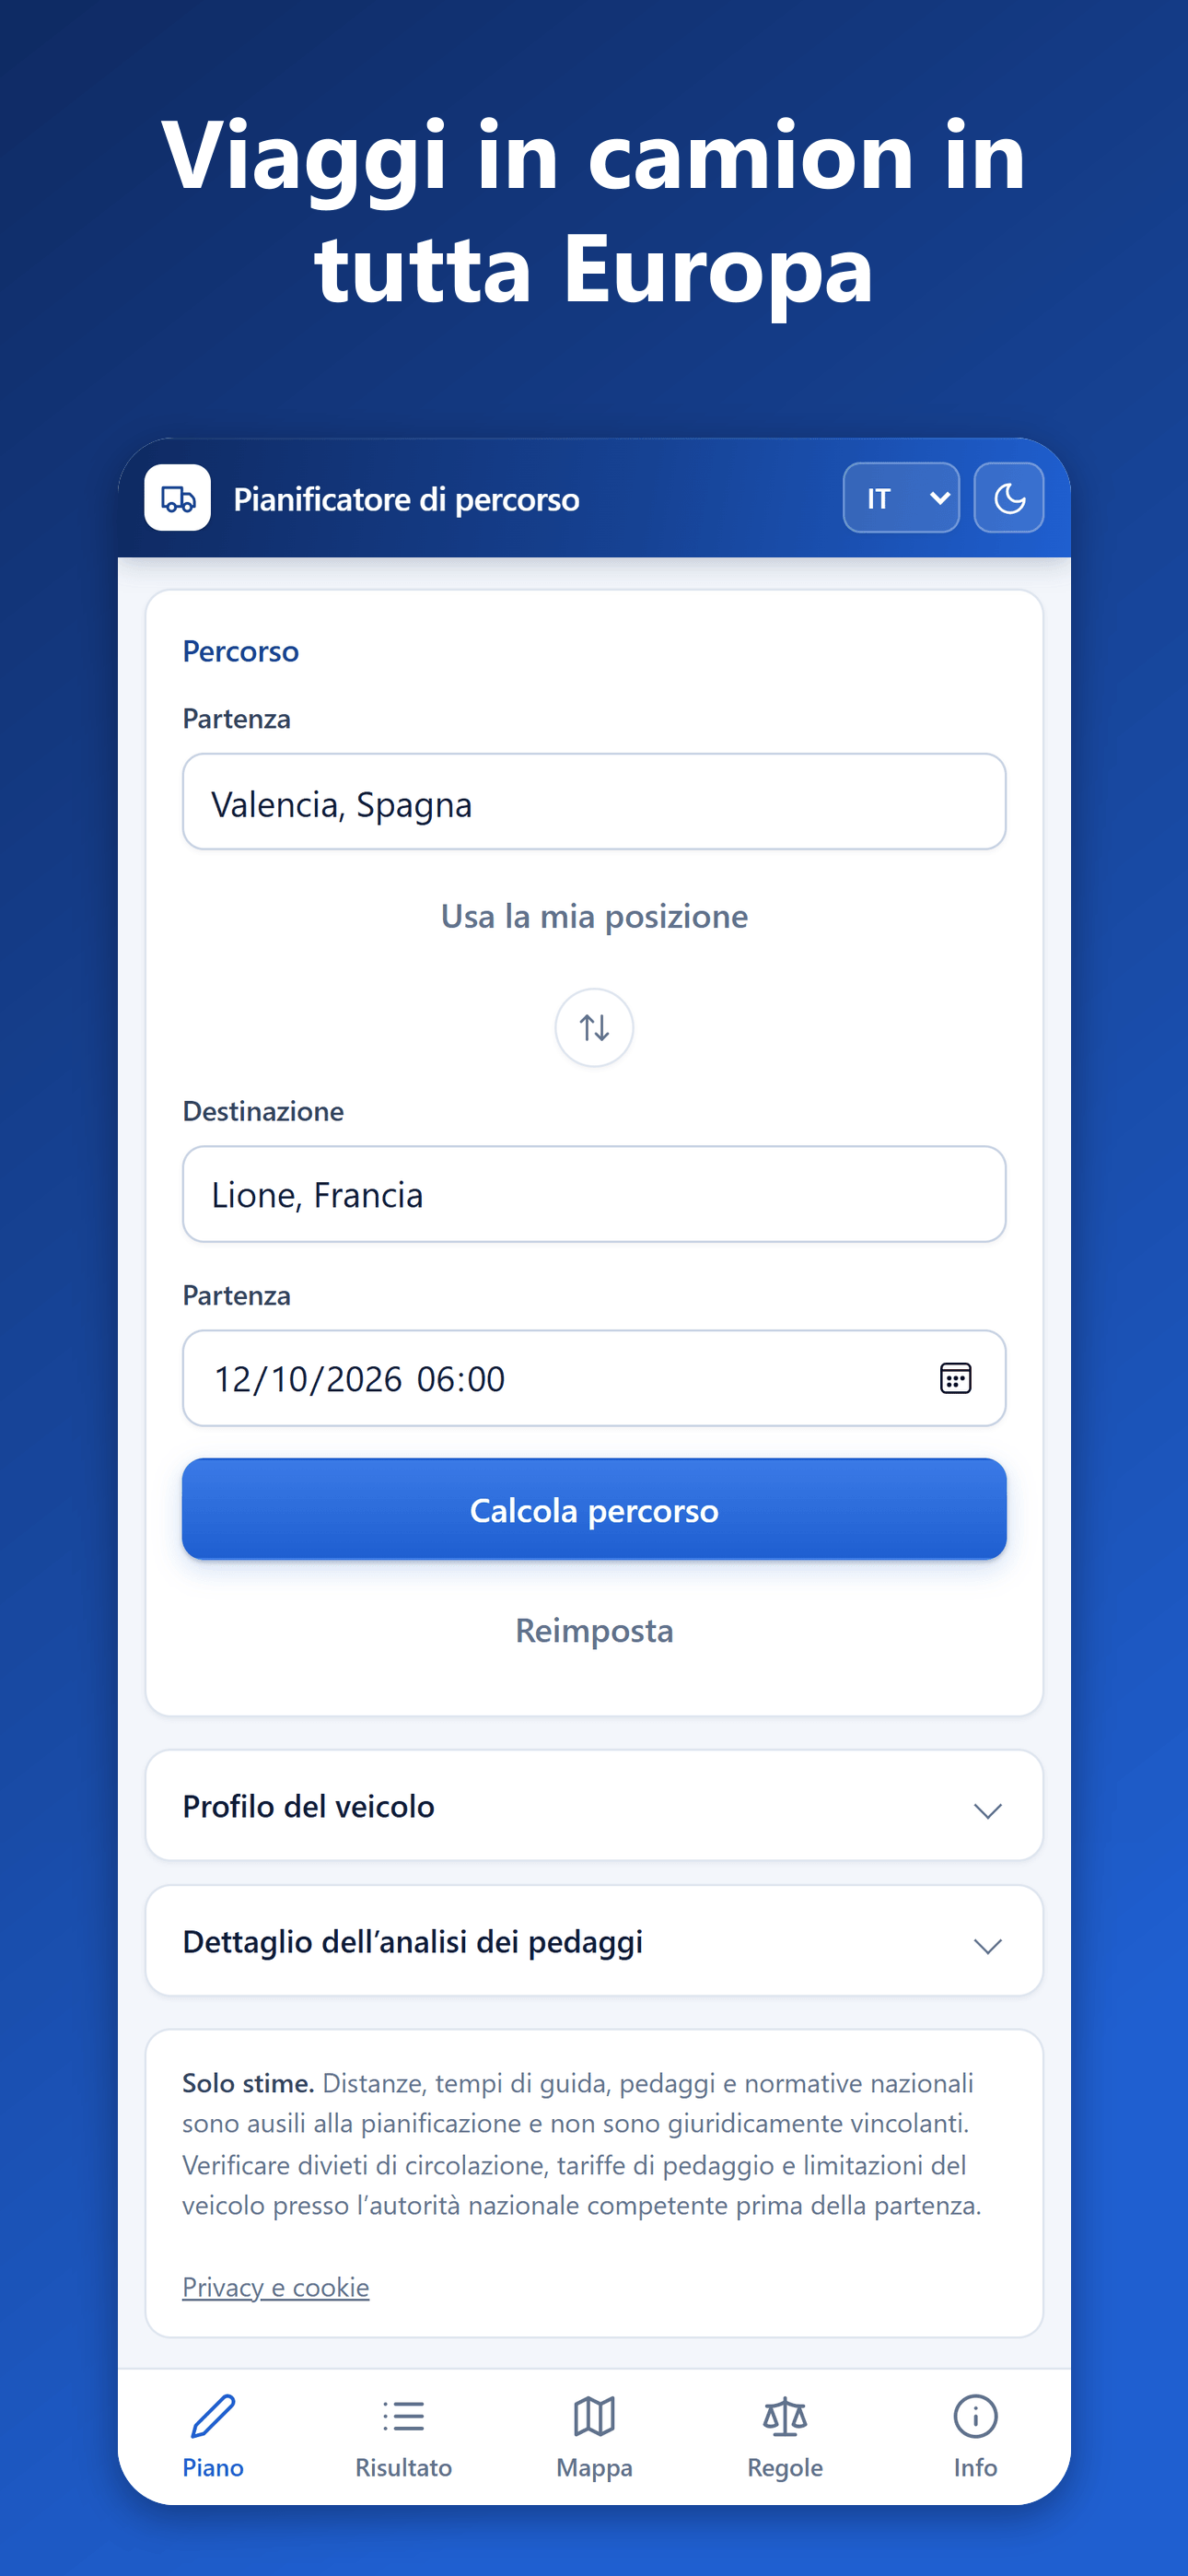 Viaggi in camion in
tutta Europa
Pianificatore di percorso
IT
Percorso
Partenza
Valencia, Spagna
Usa la mia posizione
Destinazione
Lione, Francia
Partenza
12/10/2026 06:00
Calcola percorso
Reimposta
Profilo del veicolo
Dettaglio dell’analisi dei pedaggi
Solo stime. Distanze, tempi di guida, pedaggi e normative nazionali
sono ausili alla pianificazione e non sono giuridicamente vincolanti.
Verificare divieti di circolazione, tariffe di pedaggio e limitazioni del
veicolo presso l’autorità nazionale competente prima della partenza.
Privacy e cookie
Piano
Risultato
Mappa
Regole
Info